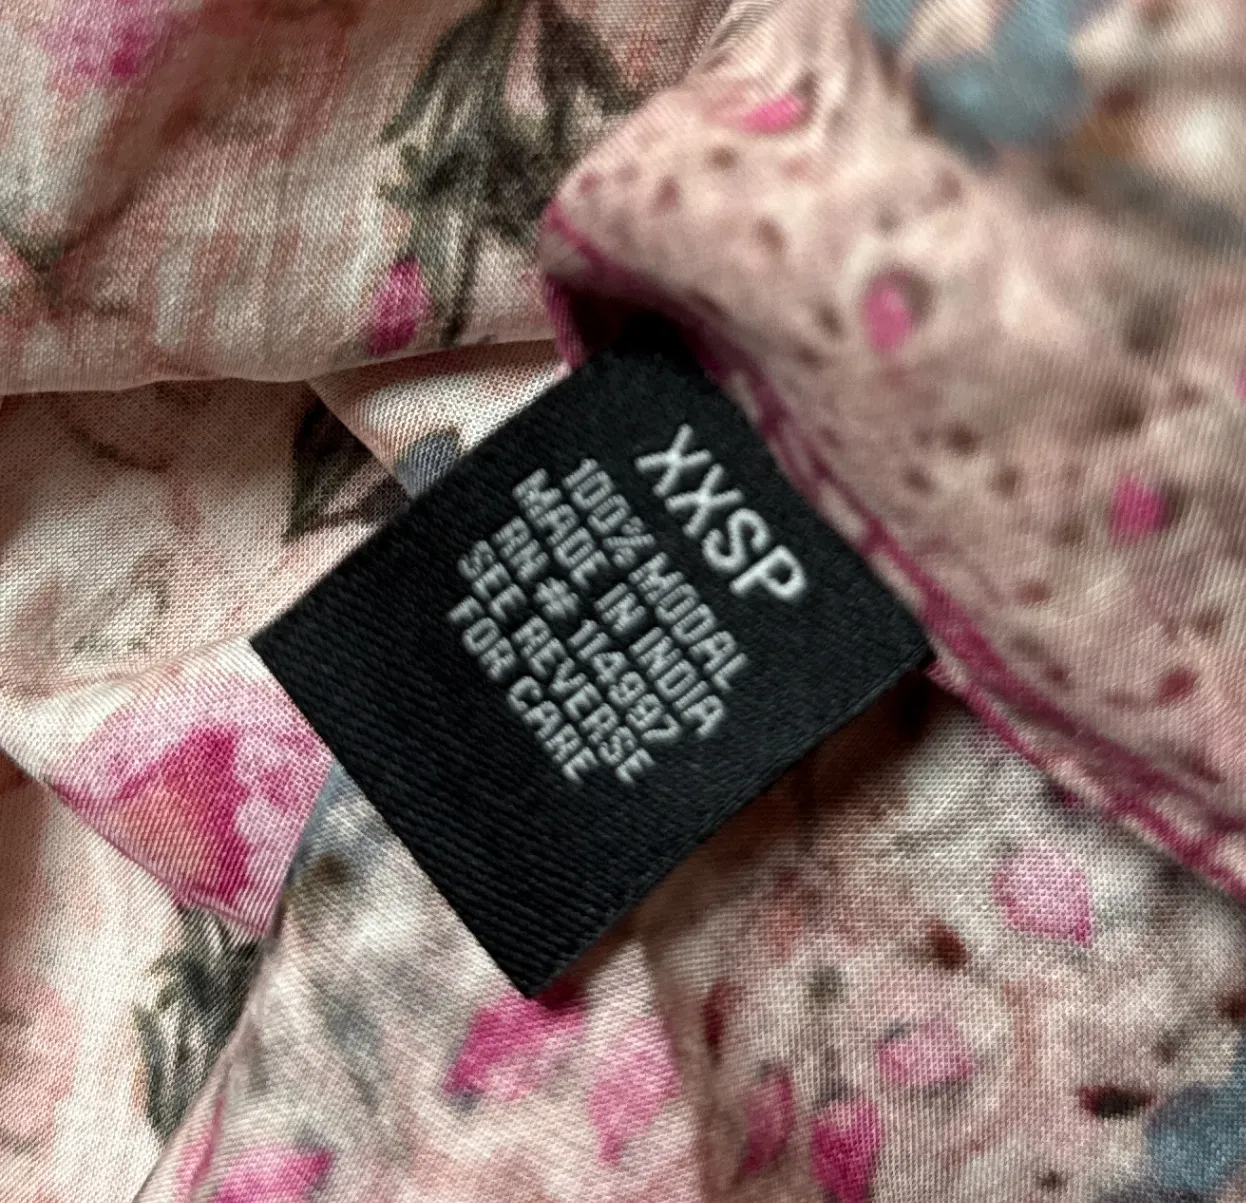 XXSP
100% MODAL
MADE IN INDIA
RN # 114997
SEE REVERSE
FOR CARE